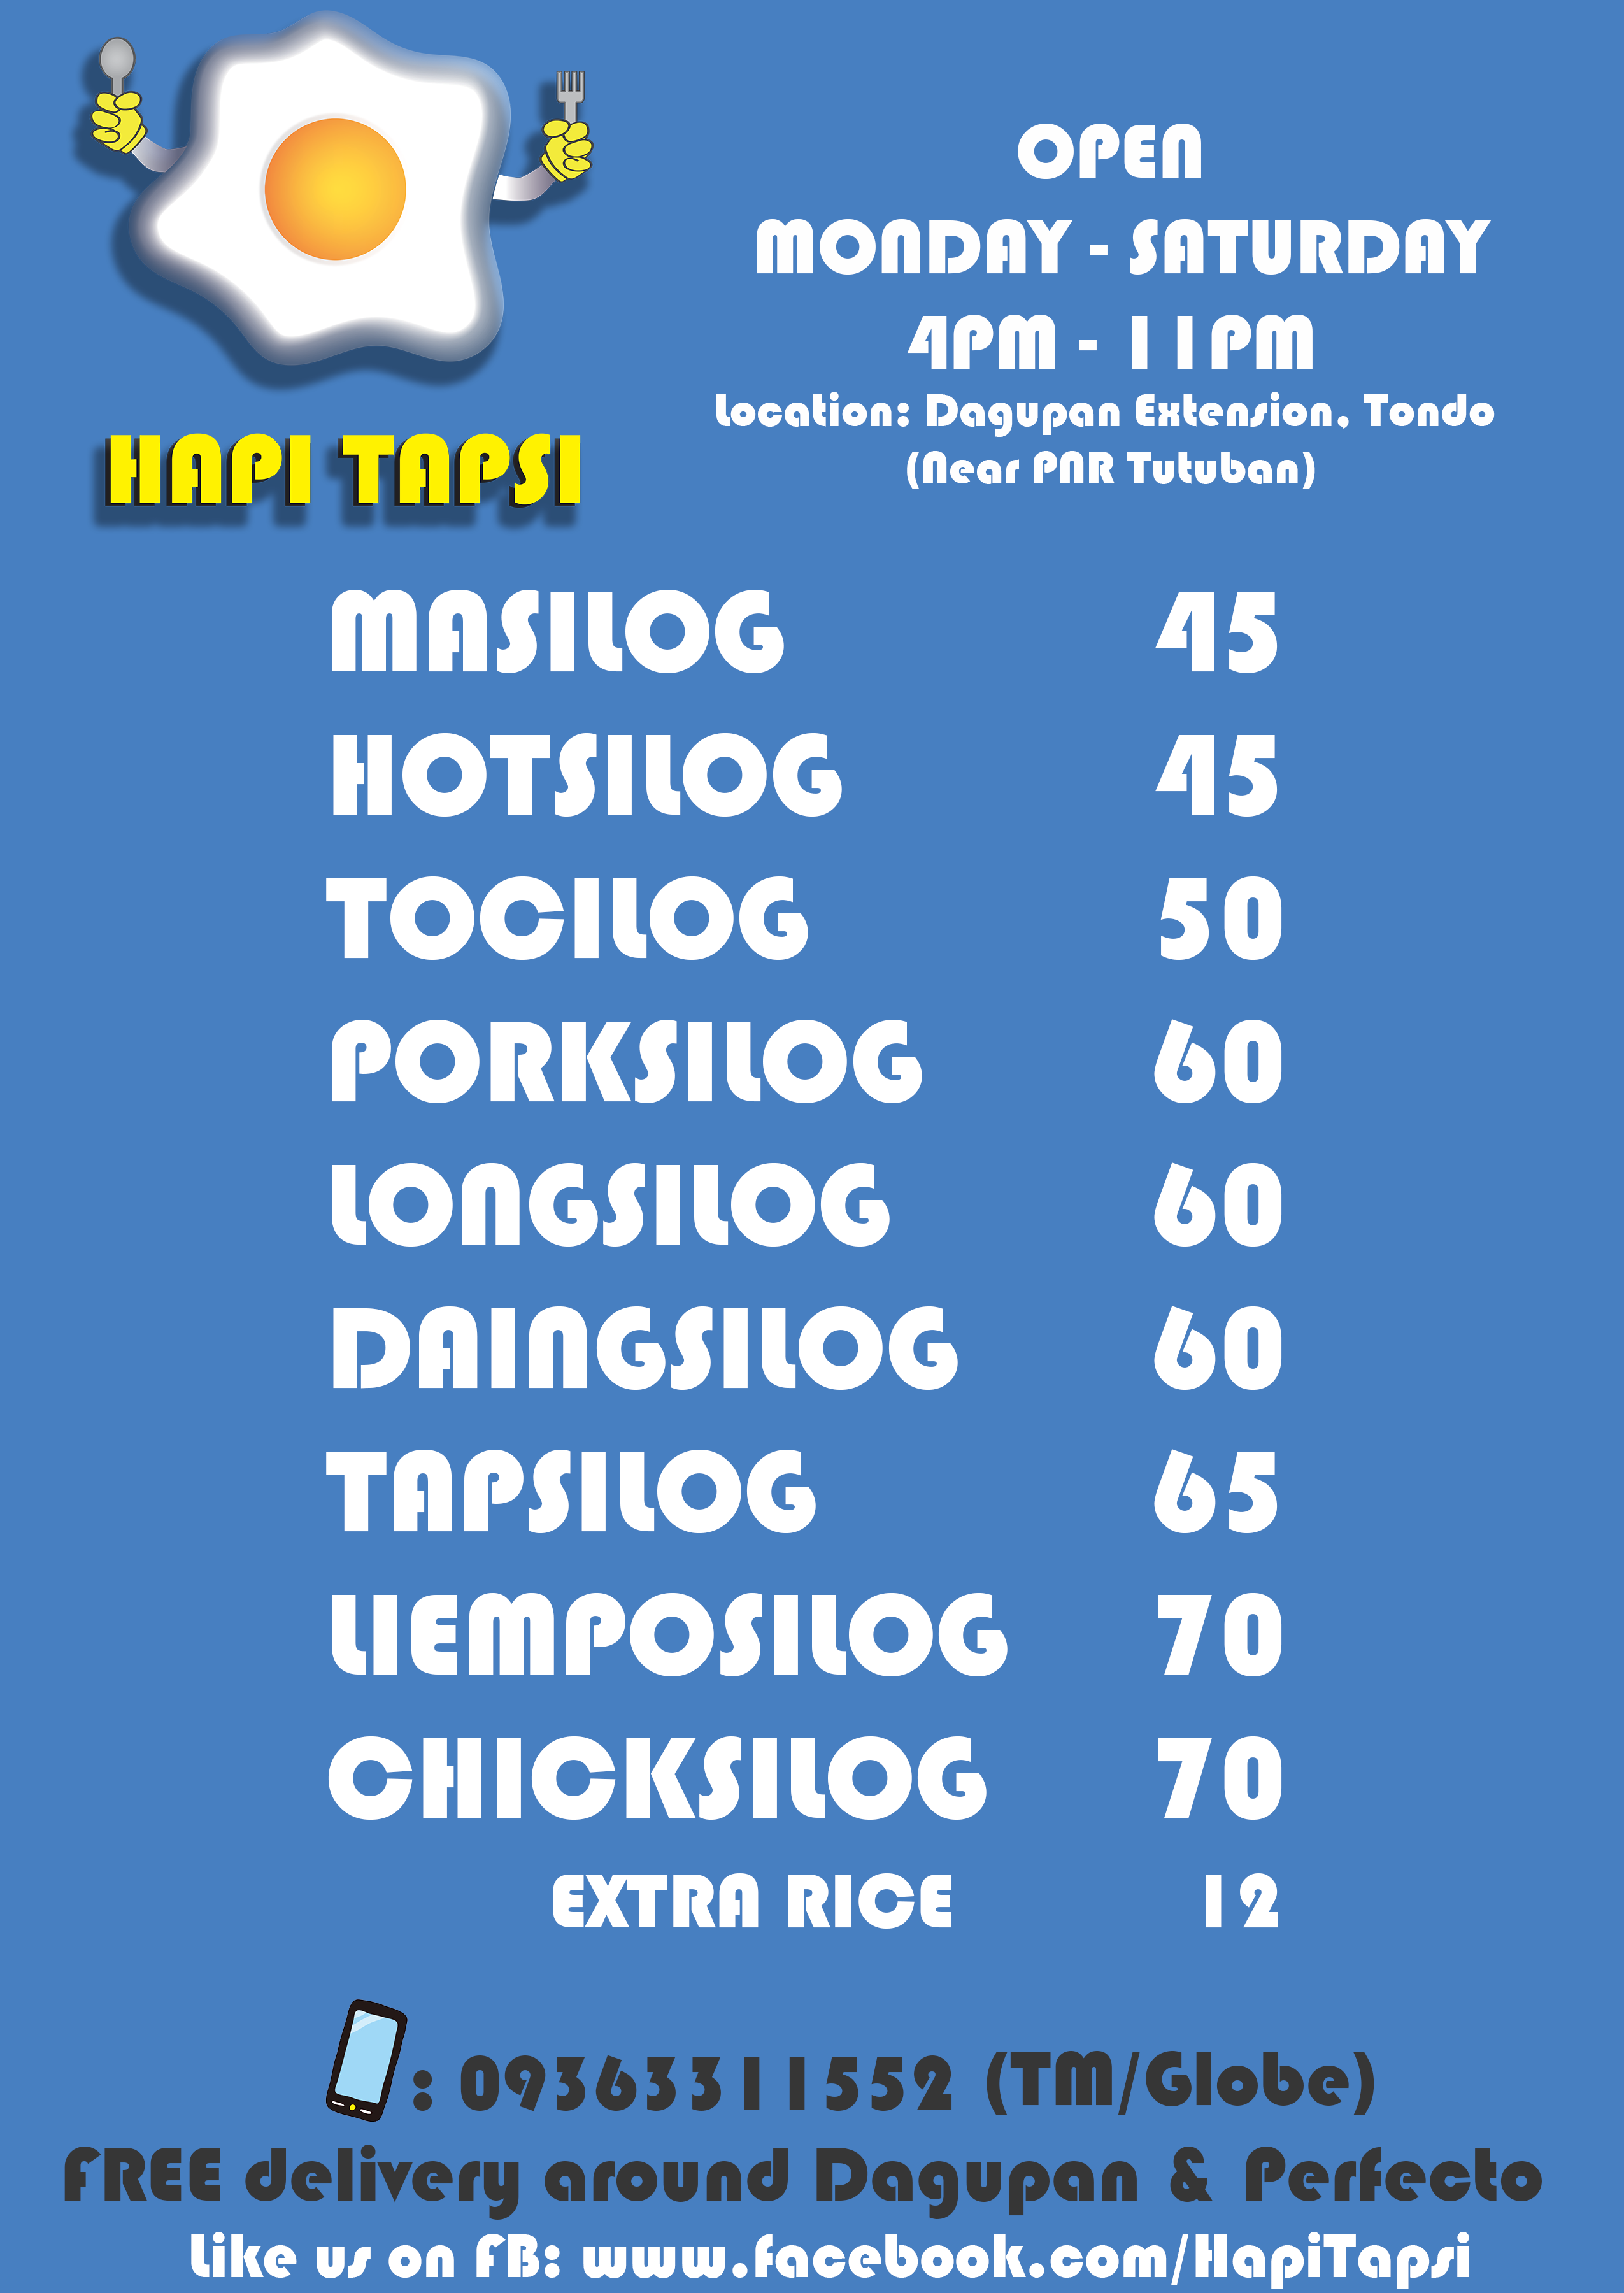 HAPI TAPSI
OPEN
MONDAY - SATURDAY
4PM - 11PM
Location: Dagupan Extension, Tondo
(Near PNR Tutuban)
MASILOG 45
HOTSILOG 45
TOCILOG 50
PORKSILOG 60
LONGSILOG 60
DAINGSILOG 60
TAPSILOG 65
LIEMPOSILOG 70
CHICKSILOG 70
EXTRA RICE 12
: 09363311552 (TM/Globe)
FREE delivery around Dagupan & Perfecto
Like us on FB: www.facebook.com/HapiTapsi